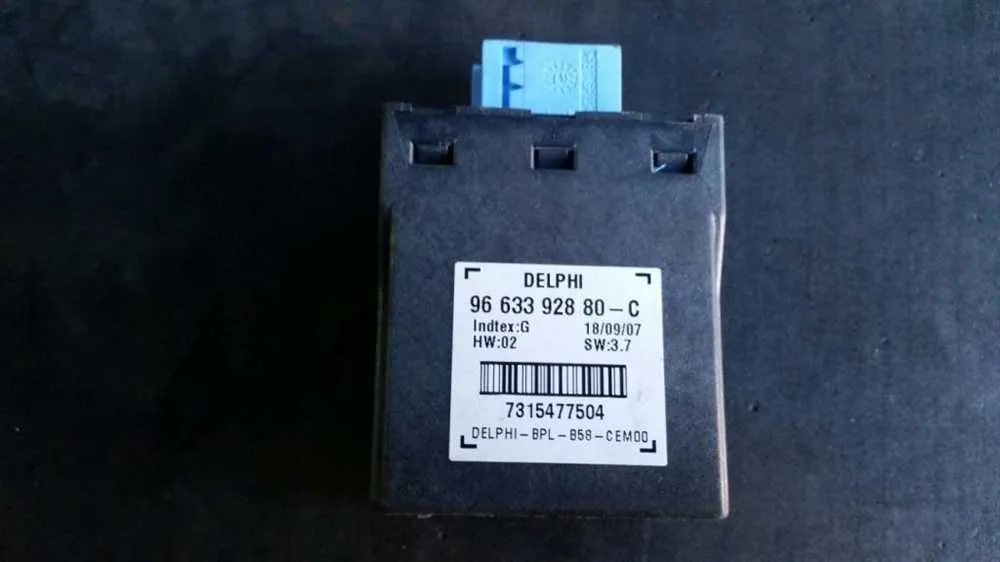 DELPHI
96 633 928 80-C
Indtex:G 18/09/07
HW:02 SW:3.7
7315477504
DELPHI-BPL-B58-CEM00